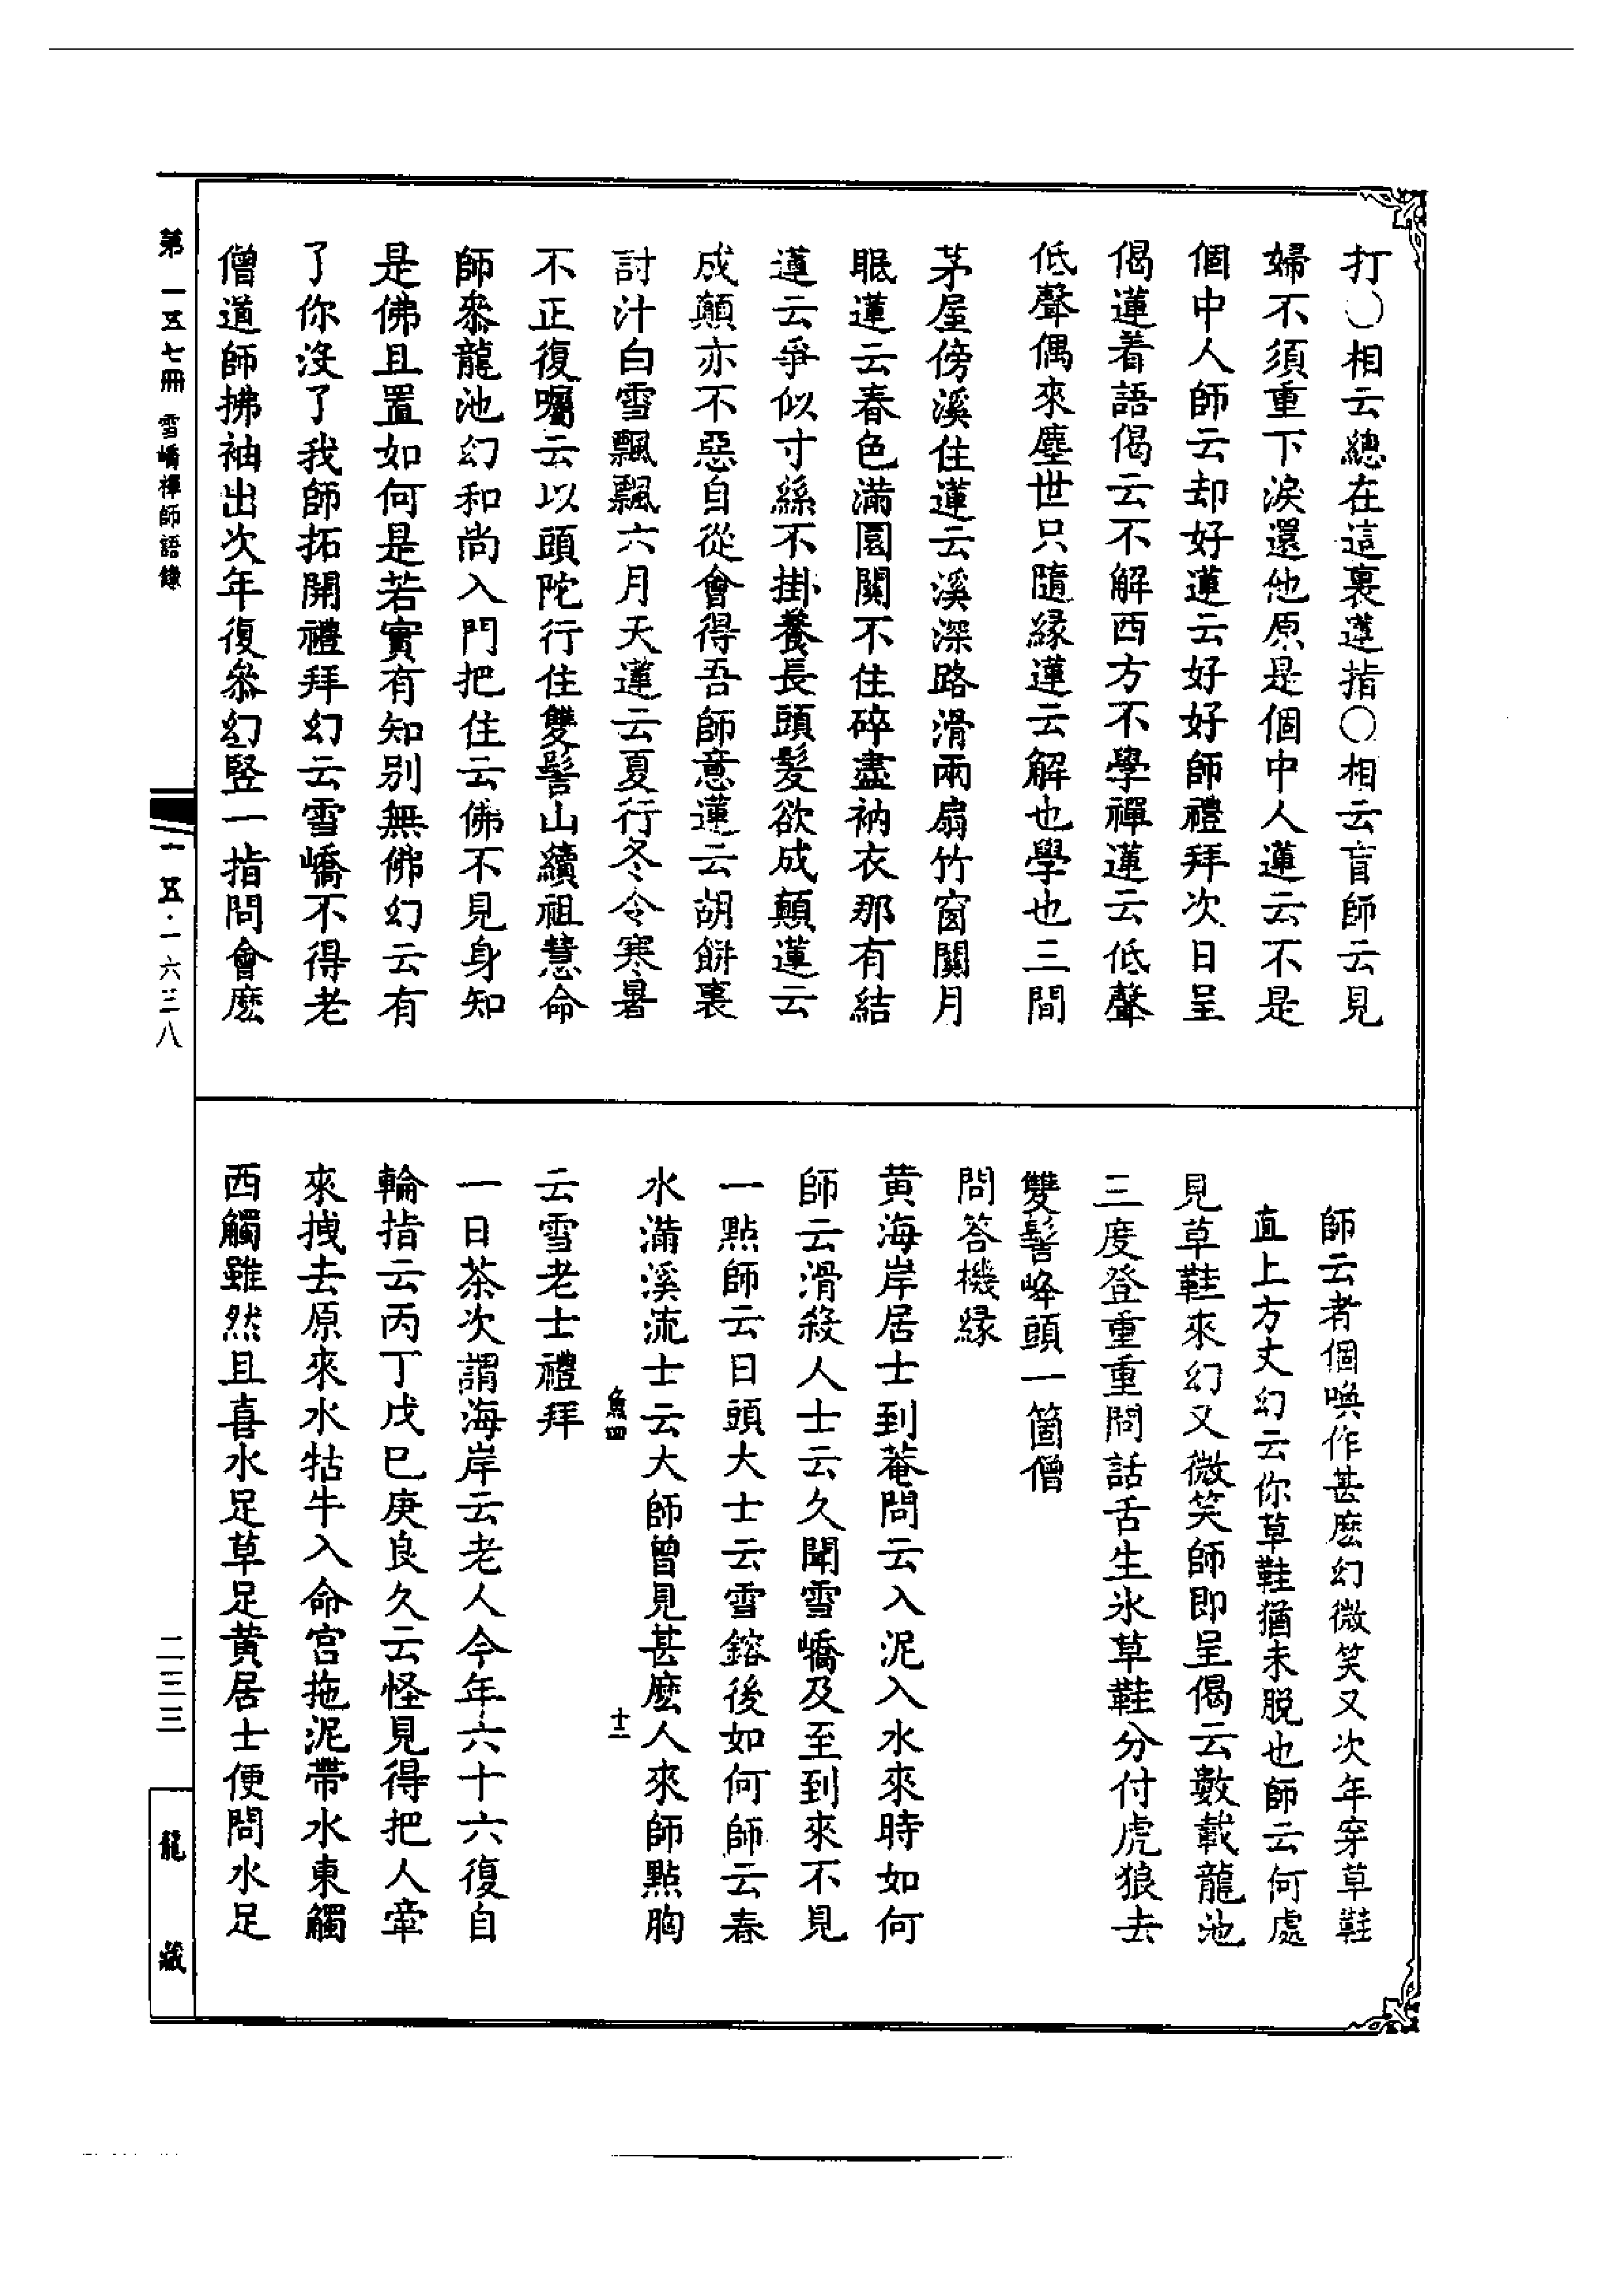 打〇相云總在這裏蓮指〇相云盲師云見
婦不須重下淚還他原是個中人蓮云不是
個中人師云却好蓮云好好師禮拜次日呈
偈蓮着語偈云不解西方不學禪蓮云低聲
低聲偶來塵世只隨緣蓮云解也學也三間
茅屋傍溪住蓮云溪深路滑兩扇竹窗關月
眠蓮云春色滿園關不住碎盡衲衣那有結
蓮云爭似寸絲不掛養長頭髮欲成顛蓮云
成顛亦不惡自從會得吾師意蓮云胡餅裏
討汁白雪飄飄六月天蓮云夏行冬令寒暑
不正復囑云以頭陀行住雙髻山續祖慧命
師來龍池幻和尚入門把住云佛不見身知
是佛且置如何是若實有知別無佛幻云有
了你沒了我師拓開禮拜幻云雪嶠不得老
僧道師拂袖出次年復叅幻豎一指問會麽
師云者個喚作甚麽幻微笑又次年穿草鞋
直上方丈幻云你草鞋猶未脫也師云何處
見草鞋來幻又微笑師即呈偈云數載龍池
三度登重重問話舌生氷草鞋分付虎狼去
雙髻峰頭一箇僧
問答機緣
黃海岸居士到菴問云入泥入水來時如何
師云滑殺人士云久聞雪嶠及至到來不見
一點師云日頭大士云雪鎔後如何師云春
水滿溪流士云大師曾見甚麽人來師點胸
魚四
十二
云雪老士禮拜
一日茶次謂海岸云老人今年六十六復自
輪指云丙丁戊巳庚良久云怪見得把人牽
來拽去原來水牯牛入命宮拖泥帶水東觸
西觸雖然且喜水足草足黃居士便問水足
第一五七冊 雪嶠禪師語錄
一一五·一六三八
二三三
龍藏